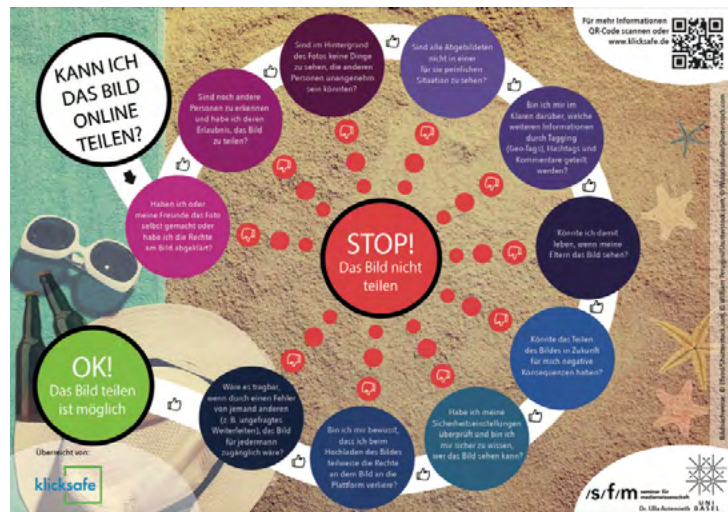 KANN ICH
DAS BILD
ONLINE
TEILEN?
Haben ich oder
meine Freunde das Foto
selbst gemacht oder
habe ich die Rechte
am Bild abgeklärt?
Sind noch andere
Personen zu erkennen
und habe ich deren
Erlaubnis, das Bild
zu teilen?
Sind im Hintergrund
des Fotos keine Dinge
zu sehen, die anderen
Personen unangenehm
sein könnten?
Sind alle Abgebildeten
nicht in einer
für sie peinlichen
Situation zu sehen?
Bin ich mir im
Klaren darüber, welche
weiteren Informationen
durch Tagging
(Geo-Tags), Hashtags und
Kommentare geteilt
werden?
Könnte ich damit
leben, wenn meine
Eltern das Bild sehen?
Könnte das Teilen
des Bildes in Zukunft
für mich negative
Konsequenzen haben?
Habe ich meine
Sicherheitseinstellungen
überprüft und bin ich
mir sicher zu wissen,
wer das Bild sehen kann?
Bin ich mir bewusst,
dass ich beim
Hochladen des Bildes
teilweise die Rechte
an dem Bild an die
Plattform verliere?
Wäre es tragbar,
wenn durch einen Fehler
von jemand anderen
(z. B. ungefragtes
Weiterleiten), das Bild
für jedermann
zugänglich wäre?
STOP!
Das Bild nicht
teilen
OK!
Das Bild teilen
ist möglich
Für mehr Informationen
QR-Code scannen oder
www.klicksafe.de
Überreicht von:
klicksafe
/s/f/m seminar für
medienwissenschaft
Dr. Ulla Autenrieth
UNI
BASEL